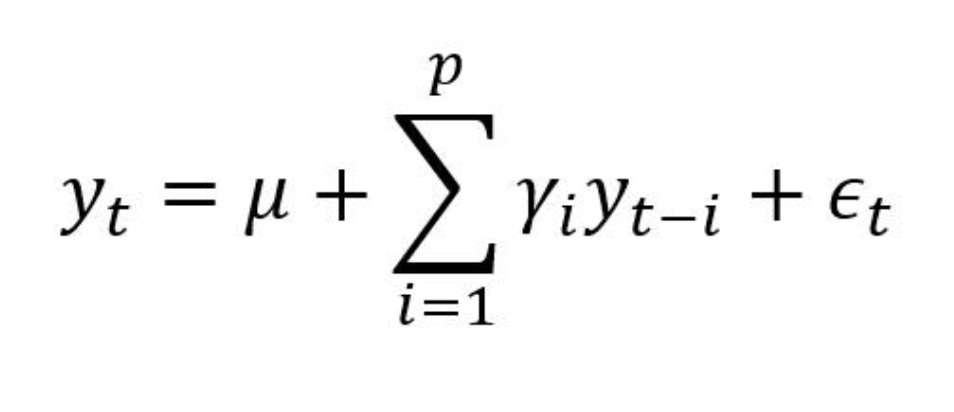 y_t = μ + ∑_{i=1}^{p} γ_i y_{t−i} + ϵ_t